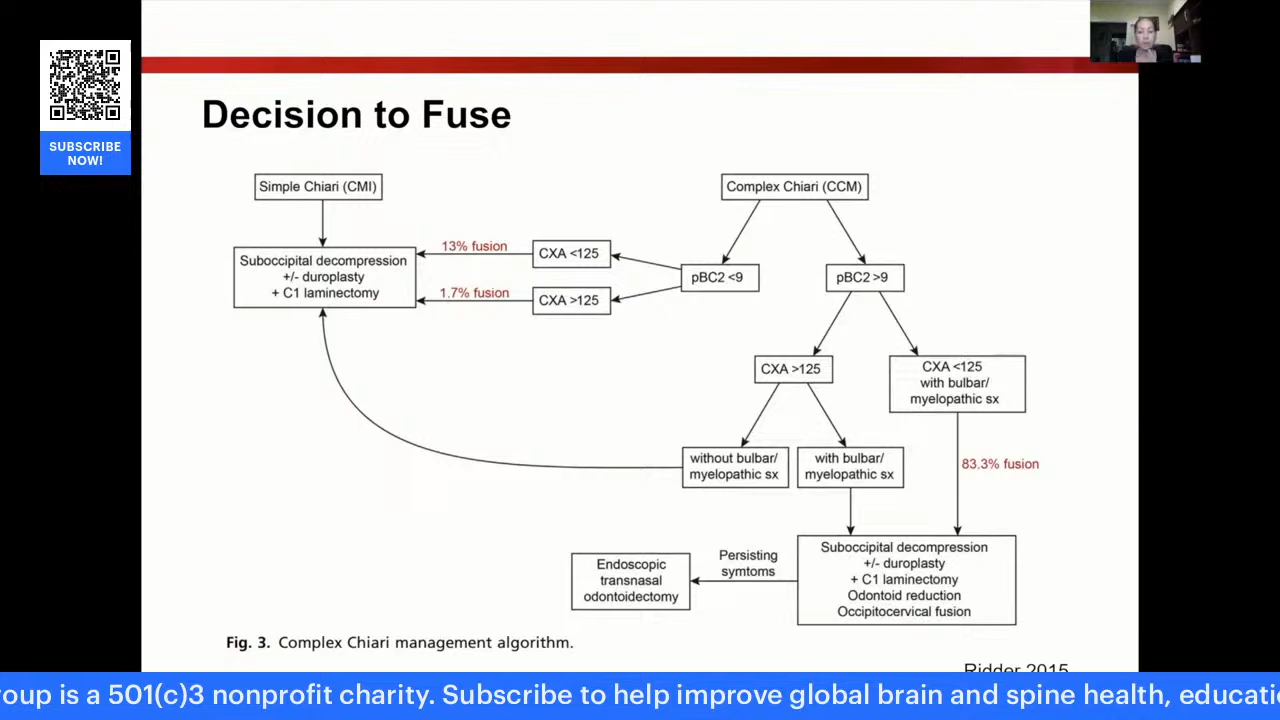 SUBSCRIBE
NOW!
Decision to Fuse
Simple Chiari (CMI)
Complex Chiari (CCM)
Suboccipital decompression
+/- duroplasty
+ C1 laminectomy
13% fusion
CXA <125
1.7% fusion
CXA >125
pBC2 <9
pBC2 >9
CXA >125
CXA <125
with bulbar/
myelopathic sx
without bulbar/
myelopathic sx
with bulbar/
myelopathic sx
83.3% fusion
Suboccipital decompression
+/- duroplasty
+ C1 laminectomy
Odontoid reduction
Occipitocervical fusion
Persisting
symtoms
Endoscopic
transnasal
odontoidectomy
Fig. 3. Complex Chiari management algorithm.
Ridder 2015
roup is a 501(c)3 nonprofit charity. Subscribe to help improve global brain and spine health, educati